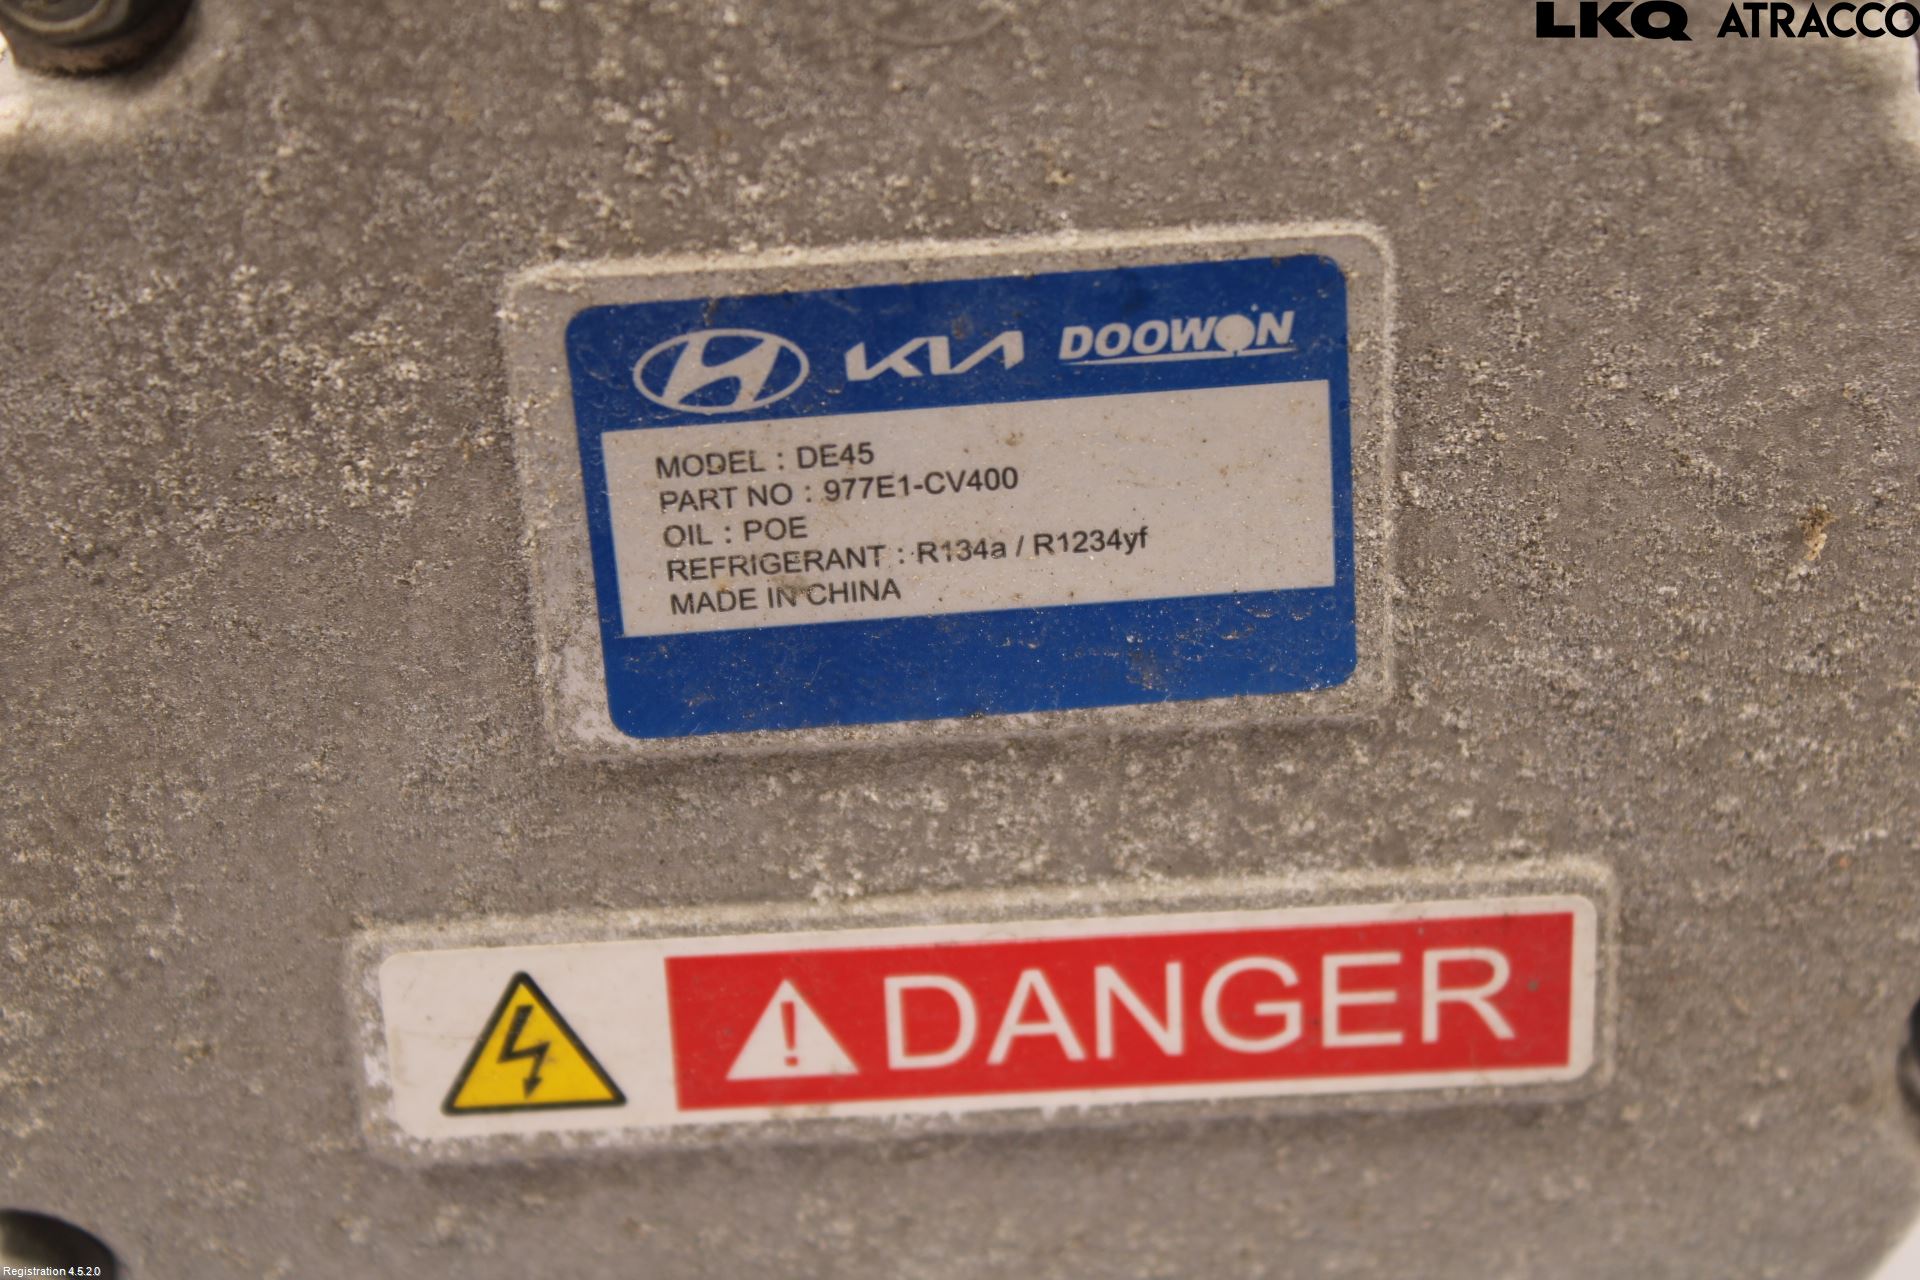 LKQ ATRACCO
KIA DOOWON
MODEL : DE45
PART NO : 977E1-CV400
OIL : POE
REFRIGERANT : R134a / R1234yf
MADE IN CHINA
DANGER
Registration 4.5.2.0